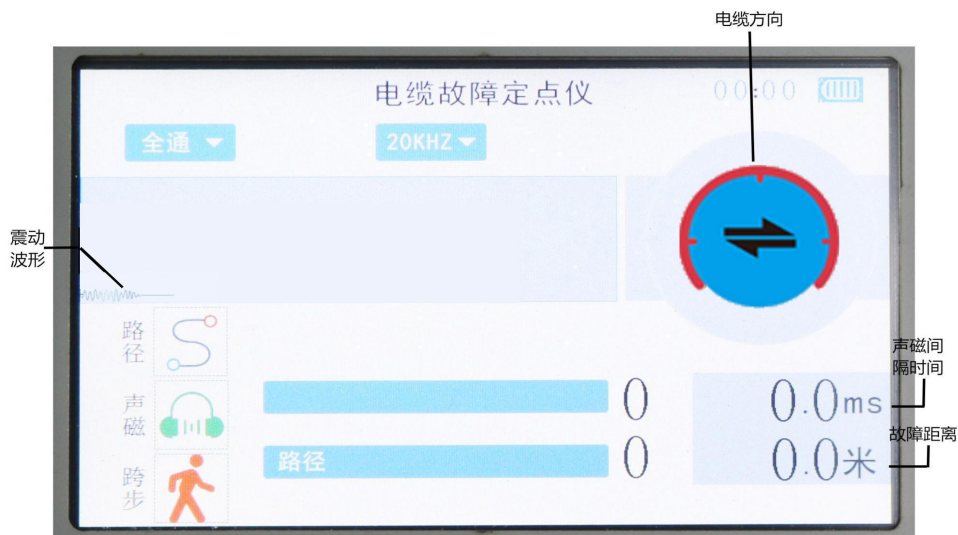 电缆方向
电缆故障定点仪
00:00
全通
20KHZ
震动
波形
路
径
声磁间
隔时间
声
磁
0
0.0ms
故障距离
路径
0
0.0米
跨
步